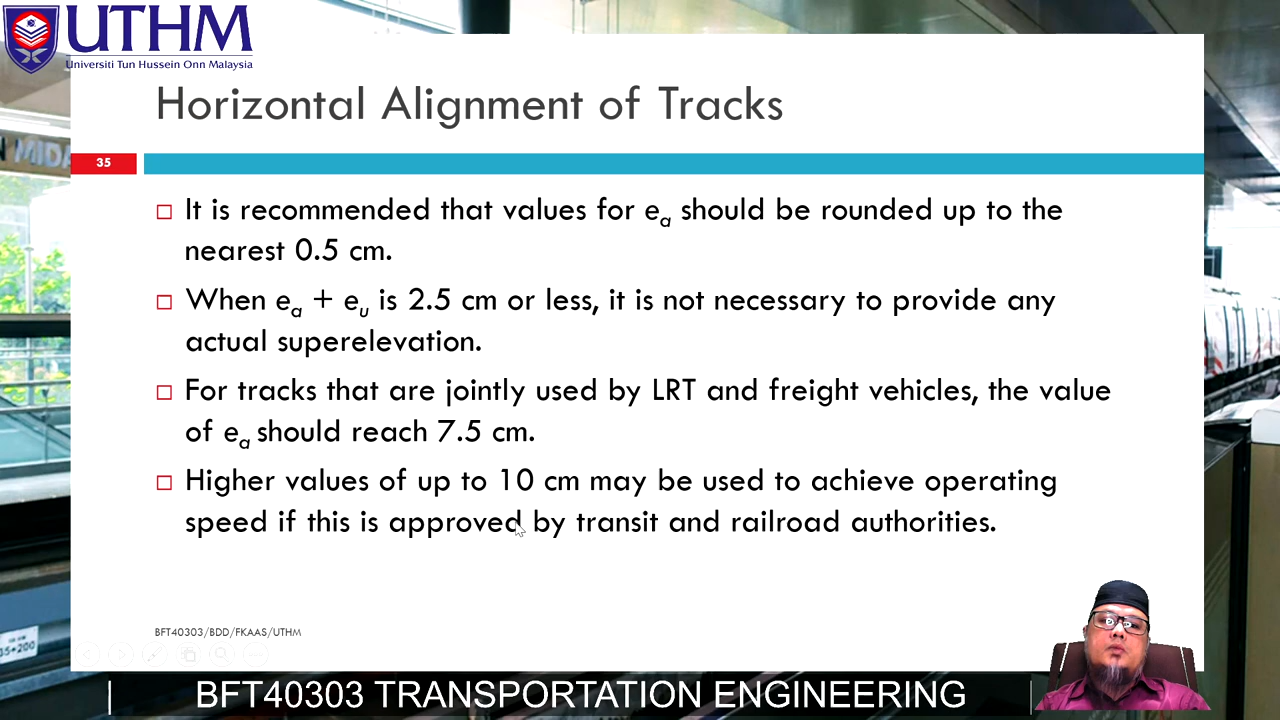 UTHM
Universiti Tun Hussein Onn Malaysia
Horizontal Alignment of Tracks
N MIDA
35
□ It is recommended that values for eₐ should be rounded up to the
nearest 0.5 cm.
□ When eₐ + eᵤ is 2.5 cm or less, it is not necessary to provide any
actual superelevation.
□ For tracks that are jointly used by LRT and freight vehicles, the value
of eₐ should reach 7.5 cm.
□ Higher values of up to 10 cm may be used to achieve operating
speed if this is approved by transit and railroad authorities.
BFT40303/BDD/FKAAS/UTHM
BFT40303 TRANSPORTATION ENGINEERING